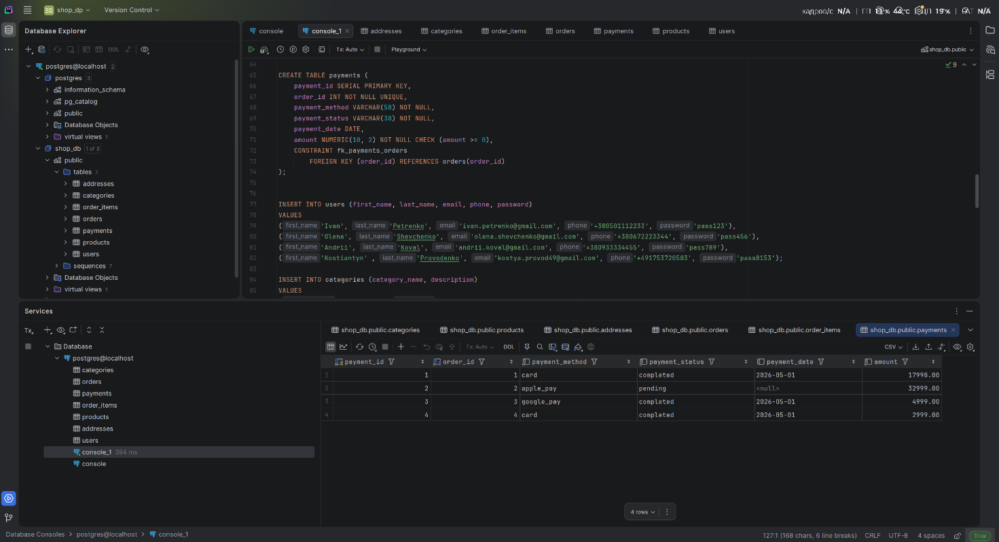 SD shop_dp Version Control
кадров/с N/A | ГП 11% 44°C | ЦП 19% | LAT N/A
Database Explorer
DDL
postgres@localhost 2
postgres 3
information_schema
pg_catalog
public
Database Objects
virtual views 1
shop_db 1 of 3
public
tables 7
addresses
categories
order_items
orders
payments
products
users
sequences 7
Database Objects
virtual views 1
console console_1 addresses categories order_items orders payments products users
Tx: Auto Playground shop_db.public
9
64
65 CREATE TABLE payments (
66 payment_id SERIAL PRIMARY KEY,
67 order_id INT NOT NULL UNIQUE,
68 payment_method VARCHAR(50) NOT NULL,
69 payment_status VARCHAR(30) NOT NULL,
70 payment_date DATE,
71 amount NUMERIC(10, 2) NOT NULL CHECK (amount >= 0),
72 CONSTRAINT fk_payments_orders
73 FOREIGN KEY (order_id) REFERENCES orders(order_id)
74 );
75
76
77 INSERT INTO users (first_name, last_name, email, phone, password)
78 VALUES
79 ( first_name 'Ivan', last_name 'Petrenko', email 'ivan.petrenko@gmail.com', phone '+380501112233', password 'pass123'),
80 ( first_name 'Olena', last_name 'Shevchenko', email 'olena.shevchenko@gmail.com', phone '+380672223344', password 'pass456'),
81 ( first_name 'Andrii', last_name 'Koval', email 'andrii.koval@gmail.com', phone '+380933334455', password 'pass789'),
82 ( first_name 'Kostiantyn' , last_name 'Provodenko', email 'kostya.provod49@gmail.com', phone '+491753720503', password 'pass8153');
83
84 INSERT INTO categories (category_name, description)
85 VALUES
Services
Tx
Database
postgres@localhost
categories
orders
payments
order_items
products
addresses
users
console_1 394 ms
console
shop_db.public.categories shop_db.public.products shop_db.public.addresses shop_db.public.orders shop_db.public.order_items shop_db.public.payments
Tx: Auto DDL CSV
payment_id order_id payment_method payment_status payment_date amount
1 1 1 card completed 2026-05-01 17998.00
2 2 2 apple_pay pending <null> 32999.00
3 3 3 google_pay completed 2026-05-01 4999.00
4 4 4 card completed 2026-05-01 2999.00
4 rows
Database Consoles > postgres@localhost > console_1
127:1 (168 chars, 6 line breaks) CRLF UTF-8 4 spaces Trial